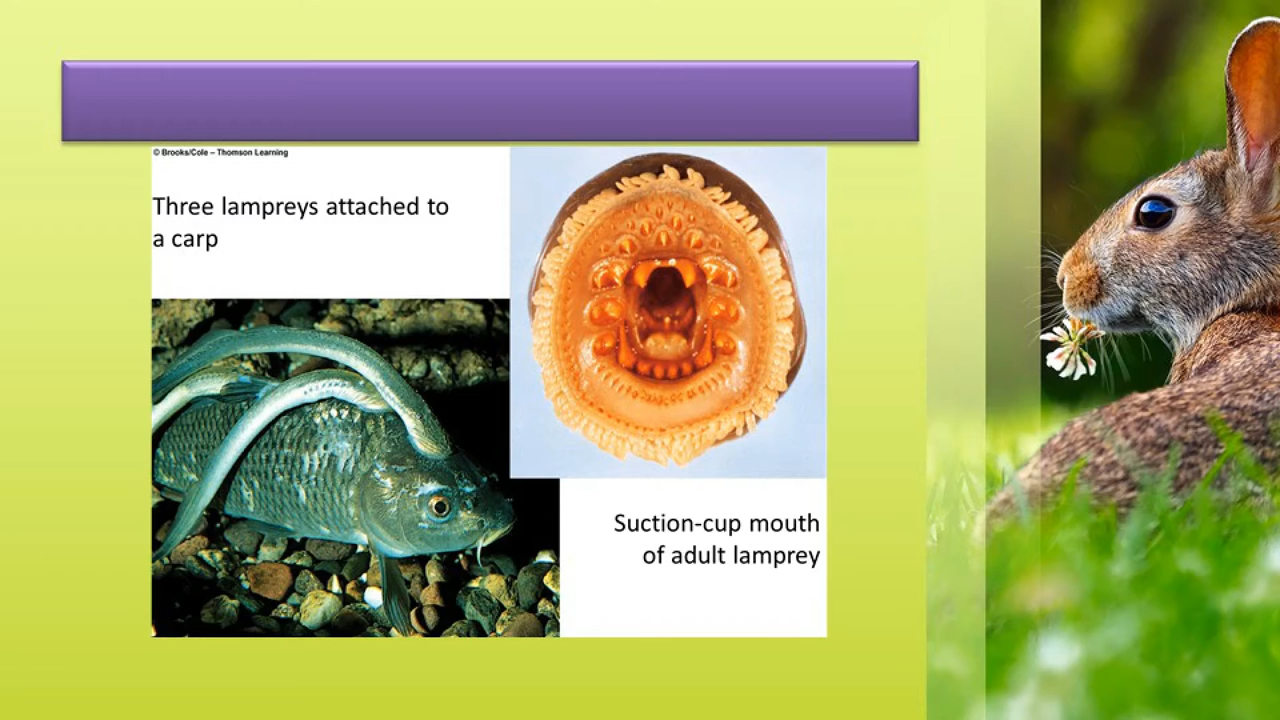 © Brooks/Cole – Thomson Learning
Three lampreys attached to
a carp
Suction-cup mouth
of adult lamprey